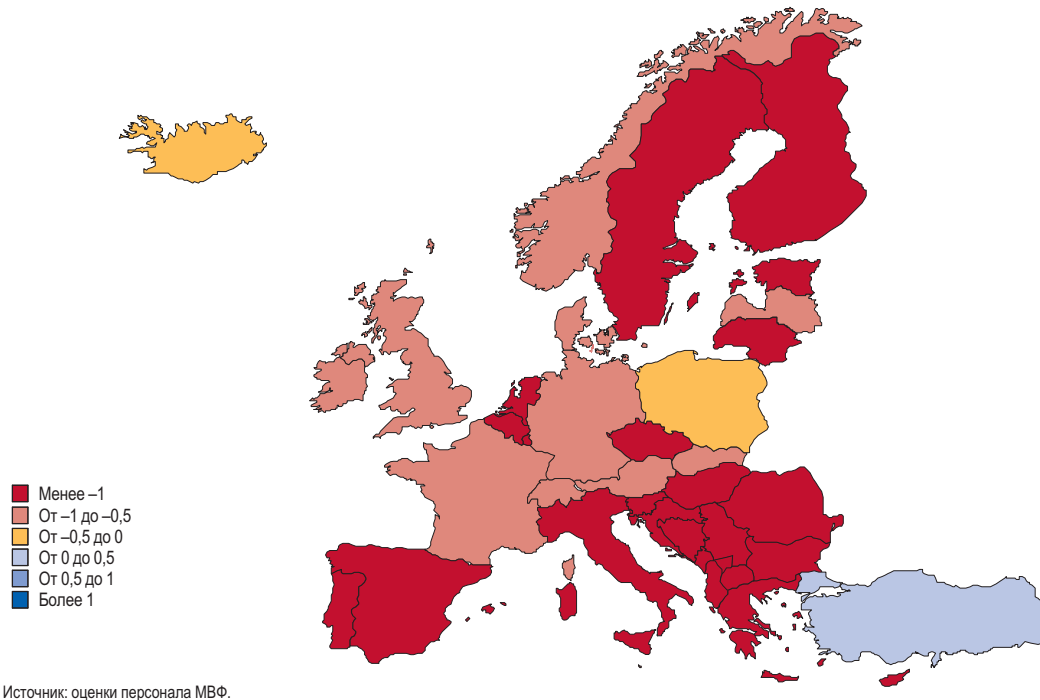 Менее –1
От –1 до –0,5
От –0,5 до 0
От 0 до 0,5
От 0,5 до 1
Более 1
Источник: оценки персонала МВФ.